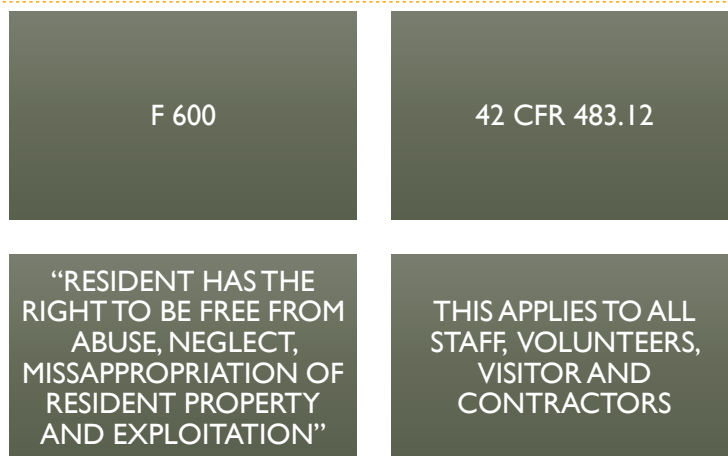 F 600
42 CFR 483.12
“RESIDENT HAS THE
RIGHT TO BE FREE FROM
ABUSE, NEGLECT,
MISSAPPROPRIATION OF
RESIDENT PROPERTY
AND EXPLOITATION”
THIS APPLIES TO ALL
STAFF, VOLUNTEERS,
VISITOR AND
CONTRACTORS